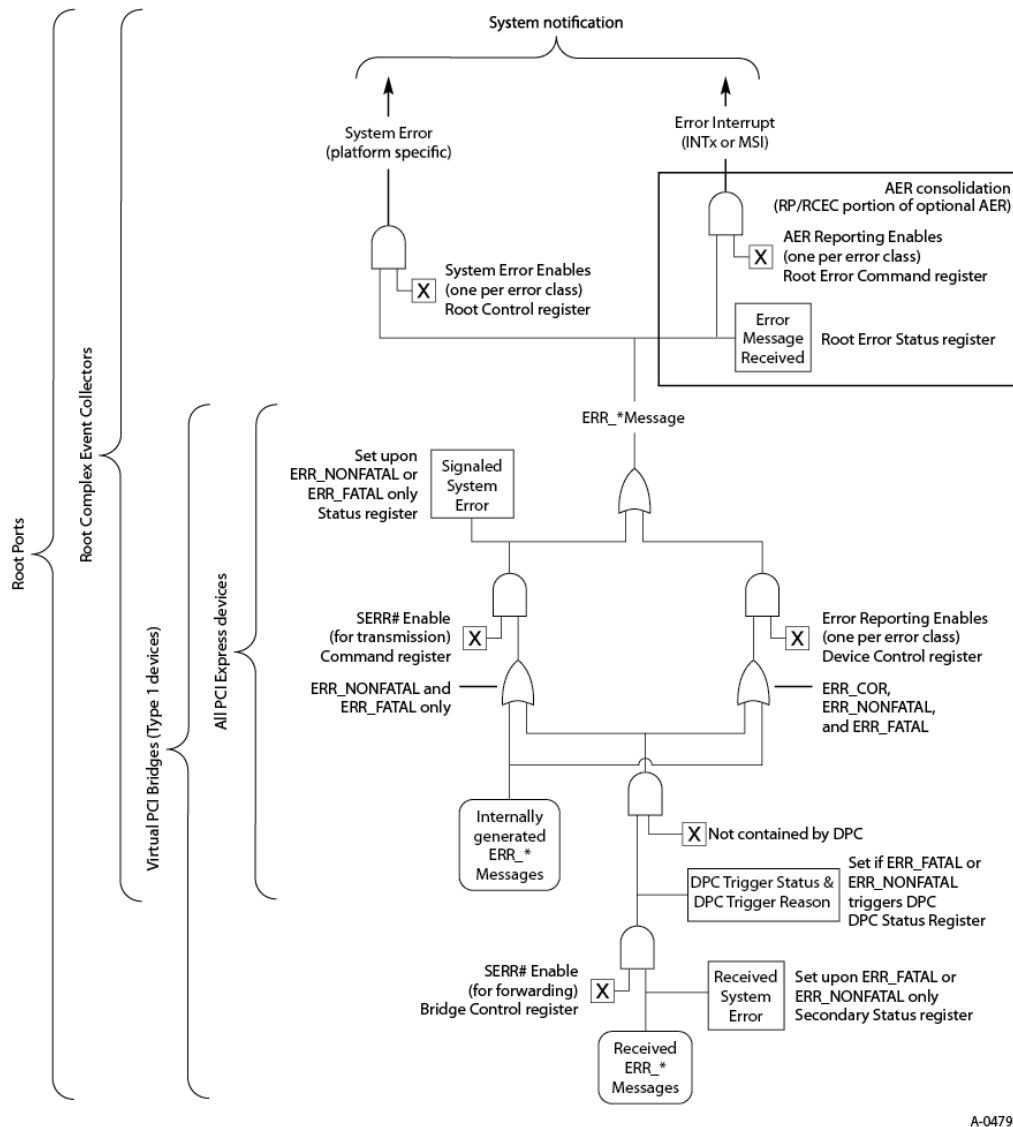 System notification
System Error
(platform specific)
Error Interrupt
(INTx or MSI)
AER consolidation
(RP/RCEC portion of optional AER)
AER Reporting Enables
(one per error class)
Root Error Command register
X
System Error Enables
(one per error class)
Root Control register
X
Error
Message
Received
Root Error Status register
ERR_*Message
Set upon
ERR_NONFATAL or
ERR_FATAL only
Status register
Signaled
System
Error
SERR# Enable
(for transmission)
Command register
X
Error Reporting Enables
(one per error class)
Device Control register
X
ERR_NONFATAL and
ERR_FATAL only
ERR_COR,
ERR_NONFATAL,
and ERR_FATAL
Internally
generated
ERR_*
Messages
X
Not contained by DPC
DPC Trigger Status &
DPC Trigger Reason
Set if ERR_FATAL or
ERR_NONFATAL
triggers DPC
DPC Status Register
SERR# Enable
(for forwarding)
Bridge Control register
X
Received
System
Error
Set upon ERR_FATAL or
ERR_NONFATAL only
Secondary Status register
Received
ERR_*
Messages
Root Ports
Root Complex Event Collectors
Virtual PCI Bridges (Type 1 devices)
All PCI Express devices
A-0479